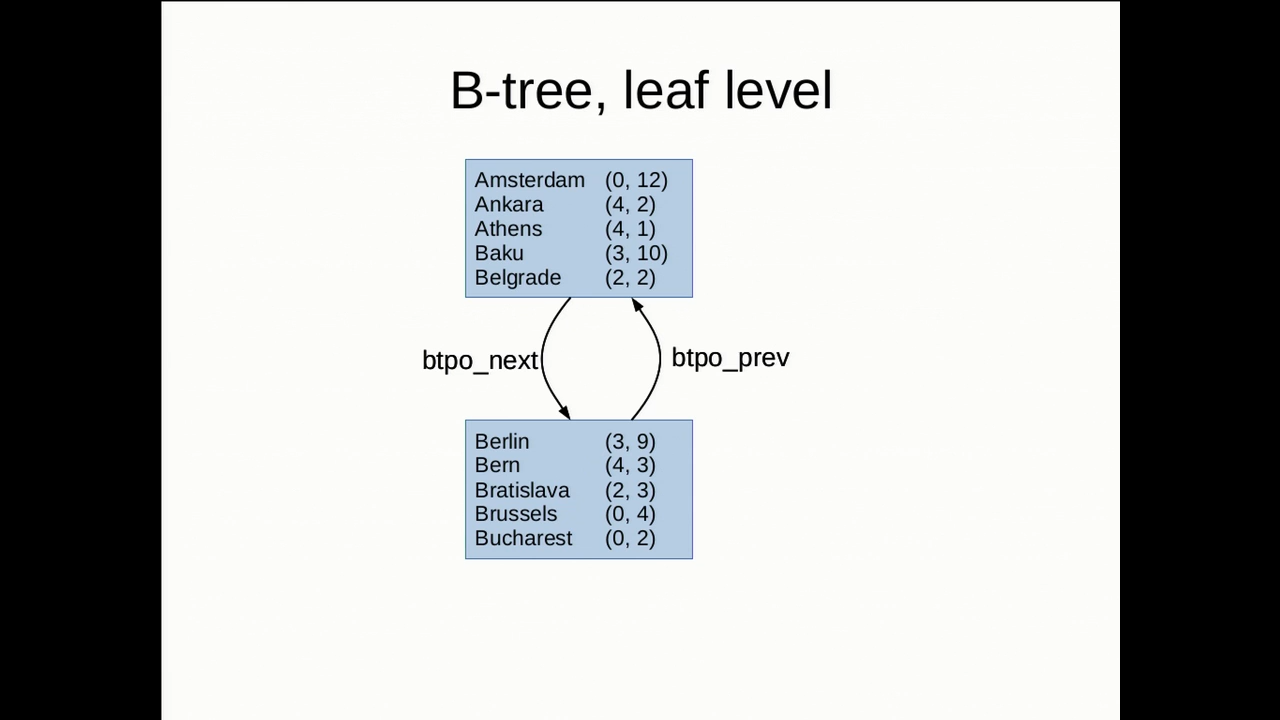 B-tree, leaf level
Amsterdam (0, 12)
Ankara (4, 2)
Athens (4, 1)
Baku (3, 10)
Belgrade (2, 2)
btpo_next btpo_prev
Berlin (3, 9)
Bern (4, 3)
Bratislava (2, 3)
Brussels (0, 4)
Bucharest (0, 2)